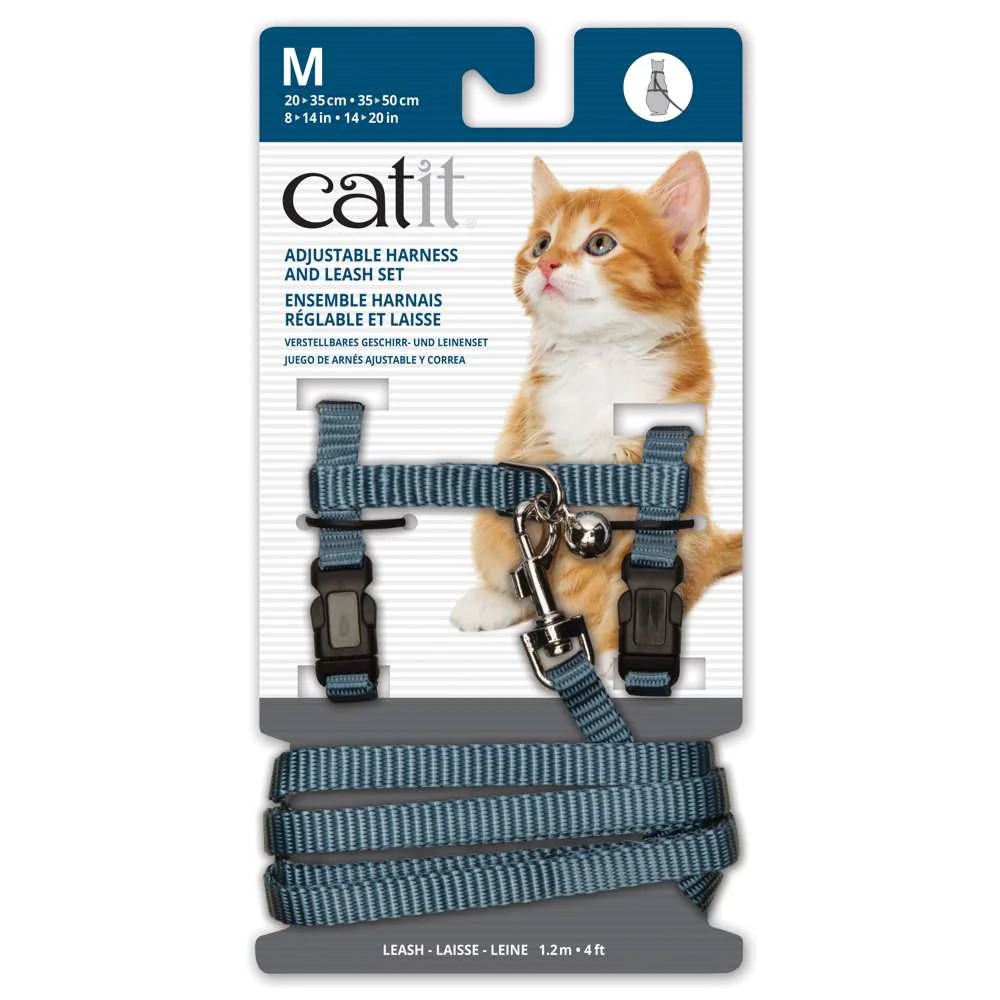 M
20▸35 cm • 35▸50 cm
8▸14 in • 14▸20 in
catit®
ADJUSTABLE HARNESS
AND LEASH SET
ENSEMBLE HARNAIS
RÉGLABLE ET LAISSE
VERSTELLBARES GESCHIRR- UND LEINENSET
JUEGO DE ARNÉS AJUSTABLE Y CORREA
LEASH - LAISSE - LEINE 1.2 m • 4 ft